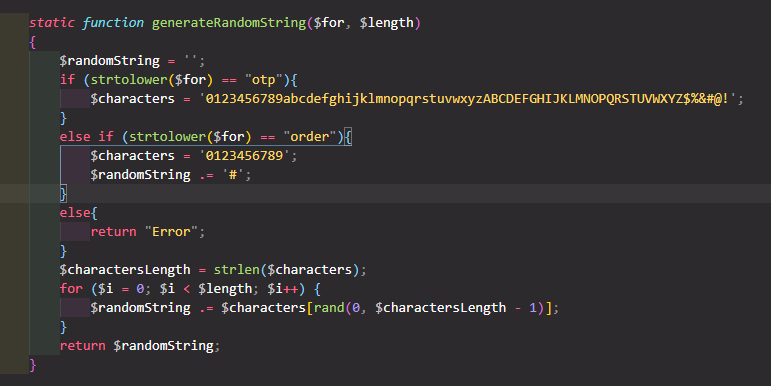 static function generateRandomString($for, $length)
{
$randomString = '';
if (strtolower($for) == "otp"){
$characters = '0123456789abcdefghijklmnopqrstuvwxyzABCDEFGHIJKLMNOPQRSTUVWXYZ$%&#@!';
}
else if (strtolower($for) == "order"){
$characters = '0123456789';
$randomString .= '#';
}
else{
return "Error";
}
$charactersLength = strlen($characters);
for ($i = 0; $i < $length; $i++) {
$randomString .= $characters[rand(0, $charactersLength - 1)];
}
return $randomString;
}